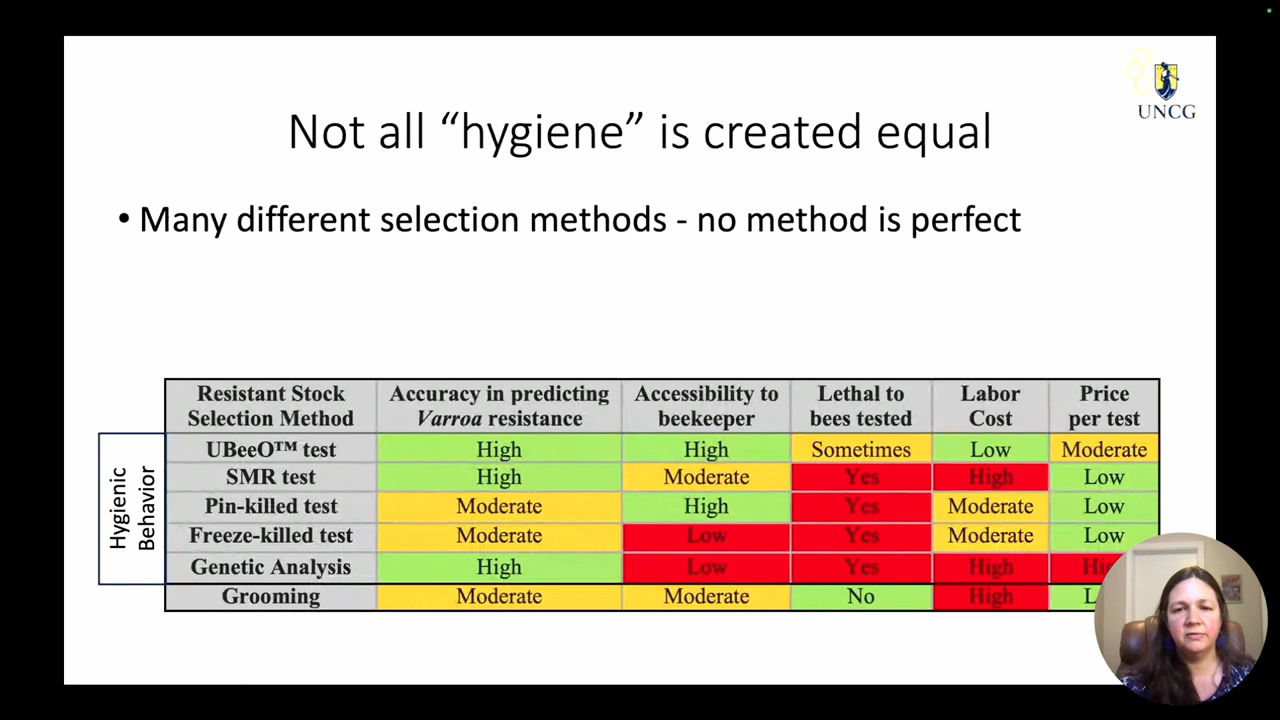 UNCG
Not all “hygiene” is created equal
• Many different selection methods - no method is perfect
Resistant Stock Selection Method Accuracy in predicting Varroa resistance Accessibility to beekeeper Lethal to bees tested Labor Cost Price per test
Hygienic Behavior
UBeeO™ test High High Sometimes Low Moderate
SMR test High Moderate Yes High Low
Pin-killed test Moderate High Yes Moderate Low
Freeze-killed test Moderate Low Yes Moderate Low
Genetic Analysis High Low Yes High
Grooming Moderate Moderate No High